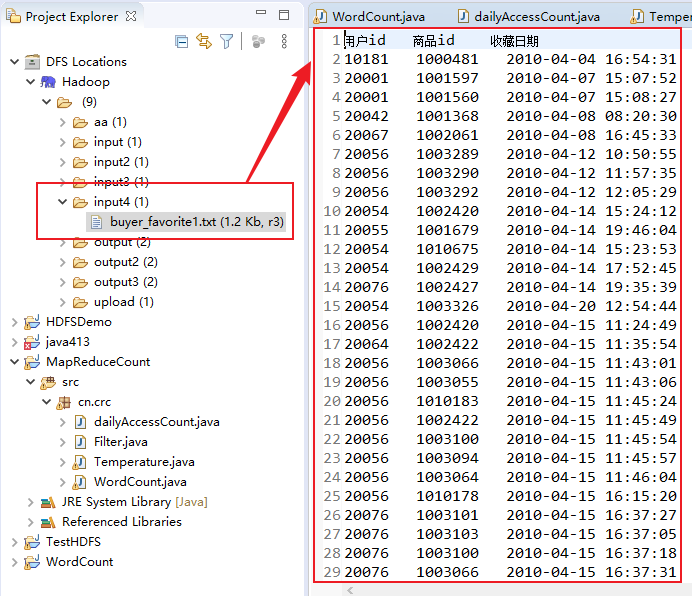 Project Explorer
DFS Locations
Hadoop
(9)
aa (1)
input (1)
input2 (1)
input3 (1)
input4 (1)
buyer_favorite1.txt (1.2 Kb, r3)
output (2)
output2 (2)
output3 (2)
upload (1)
HDFSDemo
java413
MapReduceCount
src
cn.crc
dailyAccessCount.java
Filter.java
Temperature.java
WordCount.java
JRE System Library [Java]
Referenced Libraries
TestHDFS
WordCount
WordCount.java dailyAccessCount.java Temper
1 用户id 商品id 收藏日期
2 10181 1000481 2010-04-04 16:54:31
3 20001 1001597 2010-04-07 15:07:52
4 20001 1001560 2010-04-07 15:08:27
5 20042 1001368 2010-04-08 08:20:30
6 20067 1002061 2010-04-08 16:45:33
7 20056 1003289 2010-04-12 10:50:55
8 20056 1003290 2010-04-12 11:57:35
9 20056 1003292 2010-04-12 12:05:29
10 20054 1002420 2010-04-14 15:24:12
11 20055 1001679 2010-04-14 19:46:04
12 20054 1010675 2010-04-14 15:23:53
13 20054 1002429 2010-04-14 17:52:45
14 20076 1002427 2010-04-14 19:35:39
15 20054 1003326 2010-04-20 12:54:44
16 20056 1002420 2010-04-15 11:24:49
17 20064 1002422 2010-04-15 11:35:54
18 20056 1003066 2010-04-15 11:43:01
19 20056 1003055 2010-04-15 11:43:06
20 20056 1010183 2010-04-15 11:45:24
21 20056 1002422 2010-04-15 11:45:49
22 20056 1003100 2010-04-15 11:45:54
23 20056 1003094 2010-04-15 11:45:57
24 20056 1003064 2010-04-15 11:46:04
25 20056 1010178 2010-04-15 16:15:20
26 20076 1003101 2010-04-15 16:37:27
27 20076 1003103 2010-04-15 16:37:05
28 20076 1003100 2010-04-15 16:37:18
29 20076 1003066 2010-04-15 16:37:31